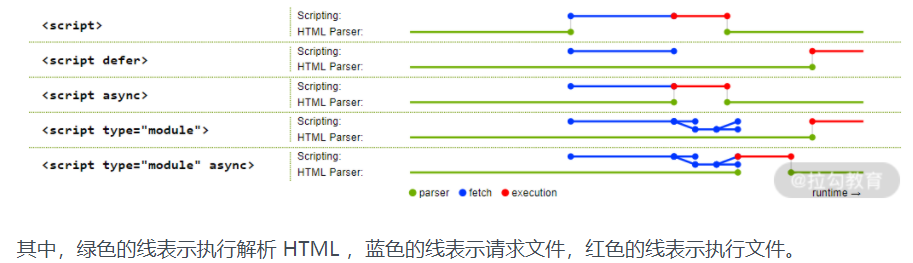 <script>
Scripting:
HTML Parser:
<script defer>
Scripting:
HTML Parser:
<script async>
Scripting:
HTML Parser:
<script type="module">
Scripting:
HTML Parser:
<script type="module" async>
Scripting:
HTML Parser:
@拉勾教育
parser fetch execution runtime →
其中，绿色的线表示执行解析 HTML ，蓝色的线表示请求文件，红色的线表示执行文件。